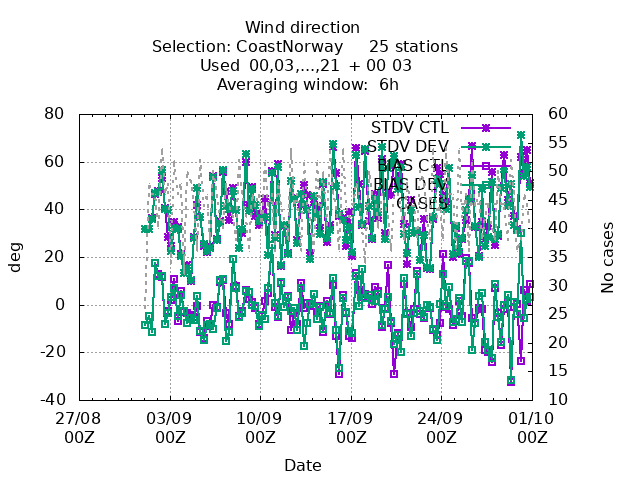 Wind direction
Selection: CoastNorway     25 stations
Used  00,03,...,21  + 00 03
Averaging window:  6h
80
60
40
20
0
-20
-40
60
55
50
45
40
35
30
25
20
15
10
STDV CTL
STDV DEV
BIAS CTL
BIAS DEV
CASES
deg
No cases
27/08 03/09 10/09 17/09 24/09 01/10
00Z 00Z 00Z 00Z 00Z 00Z
Date